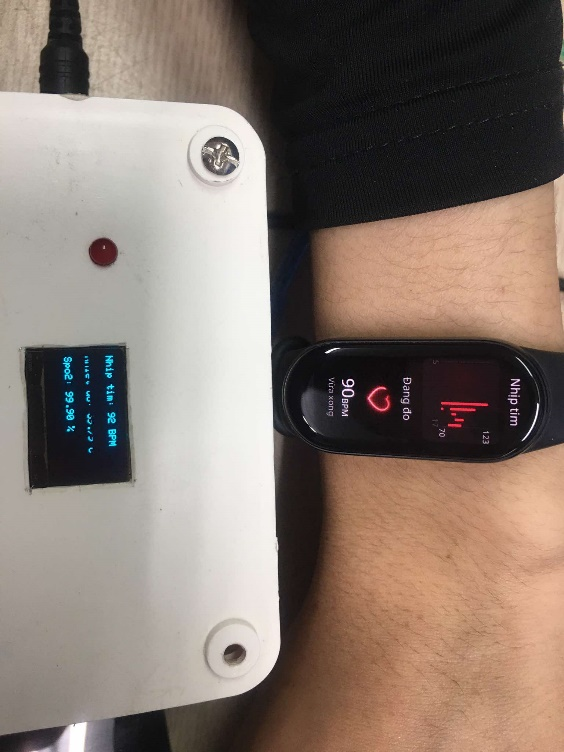 Nhip tim: 92 BPM
Spo2: 99.90 %
Nhịp tim
123
70
Đang đo
90BPM
Vừa xong